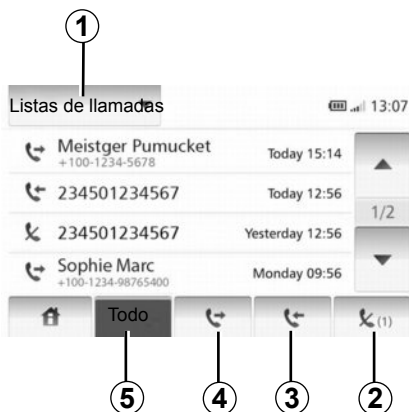 1
Listas de llamadas 13:07
Meistger Pumucket Today 15:14
+100-1234-5678
234501234567 Today 12:56
1/2
234501234567 Yesterday 12:56
Sophie Marc Monday 09:56
+100-1234-98765400
Todo (1)
5 4 3 2